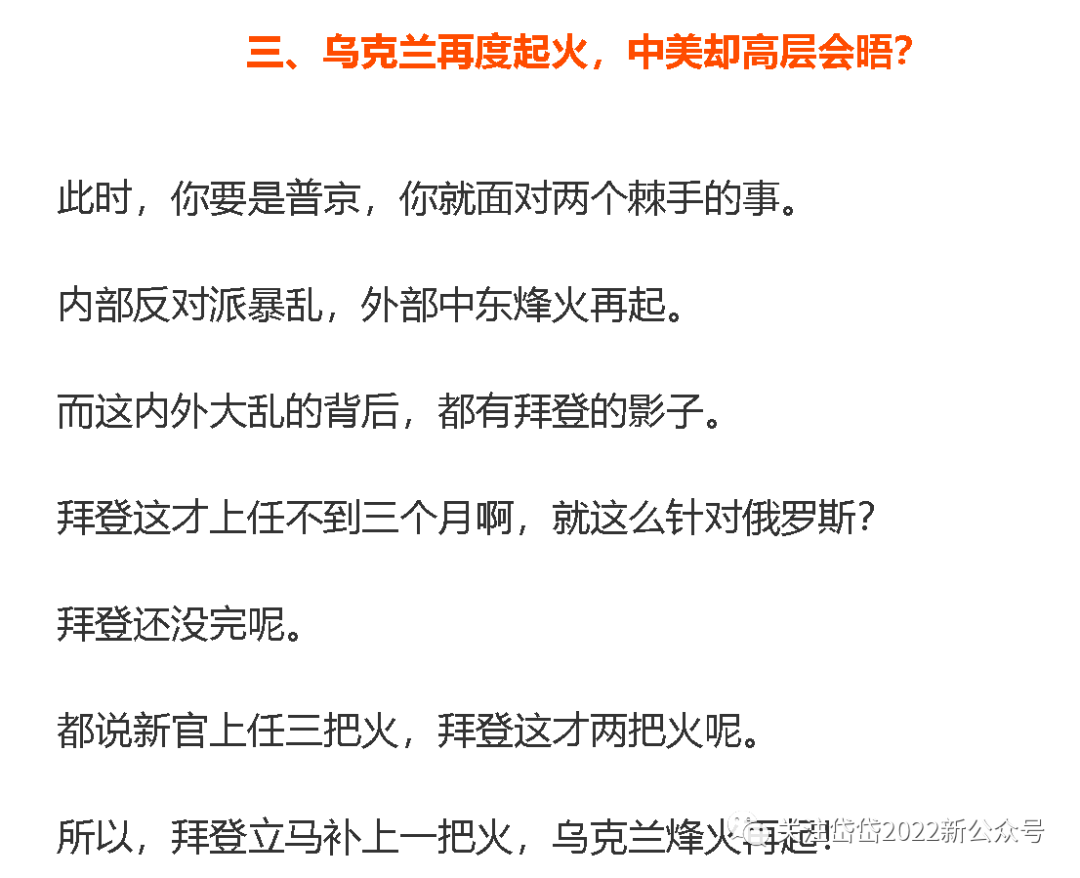 三、乌克兰再度起火，中美却高层会晤？
此时，你要是普京，你就面对两个棘手的事。
内部反对派暴乱，外部中东烽火再起。
而这内外大乱的背后，都有拜登的影子。
拜登这才上任不到三个月啊，就这么针对俄罗斯？
拜登还没完呢。
都说新官上任三把火，拜登这才两把火呢。
所以，拜登立马补上一把火，乌克兰烽火再起！
关注岱岱2022新公众号